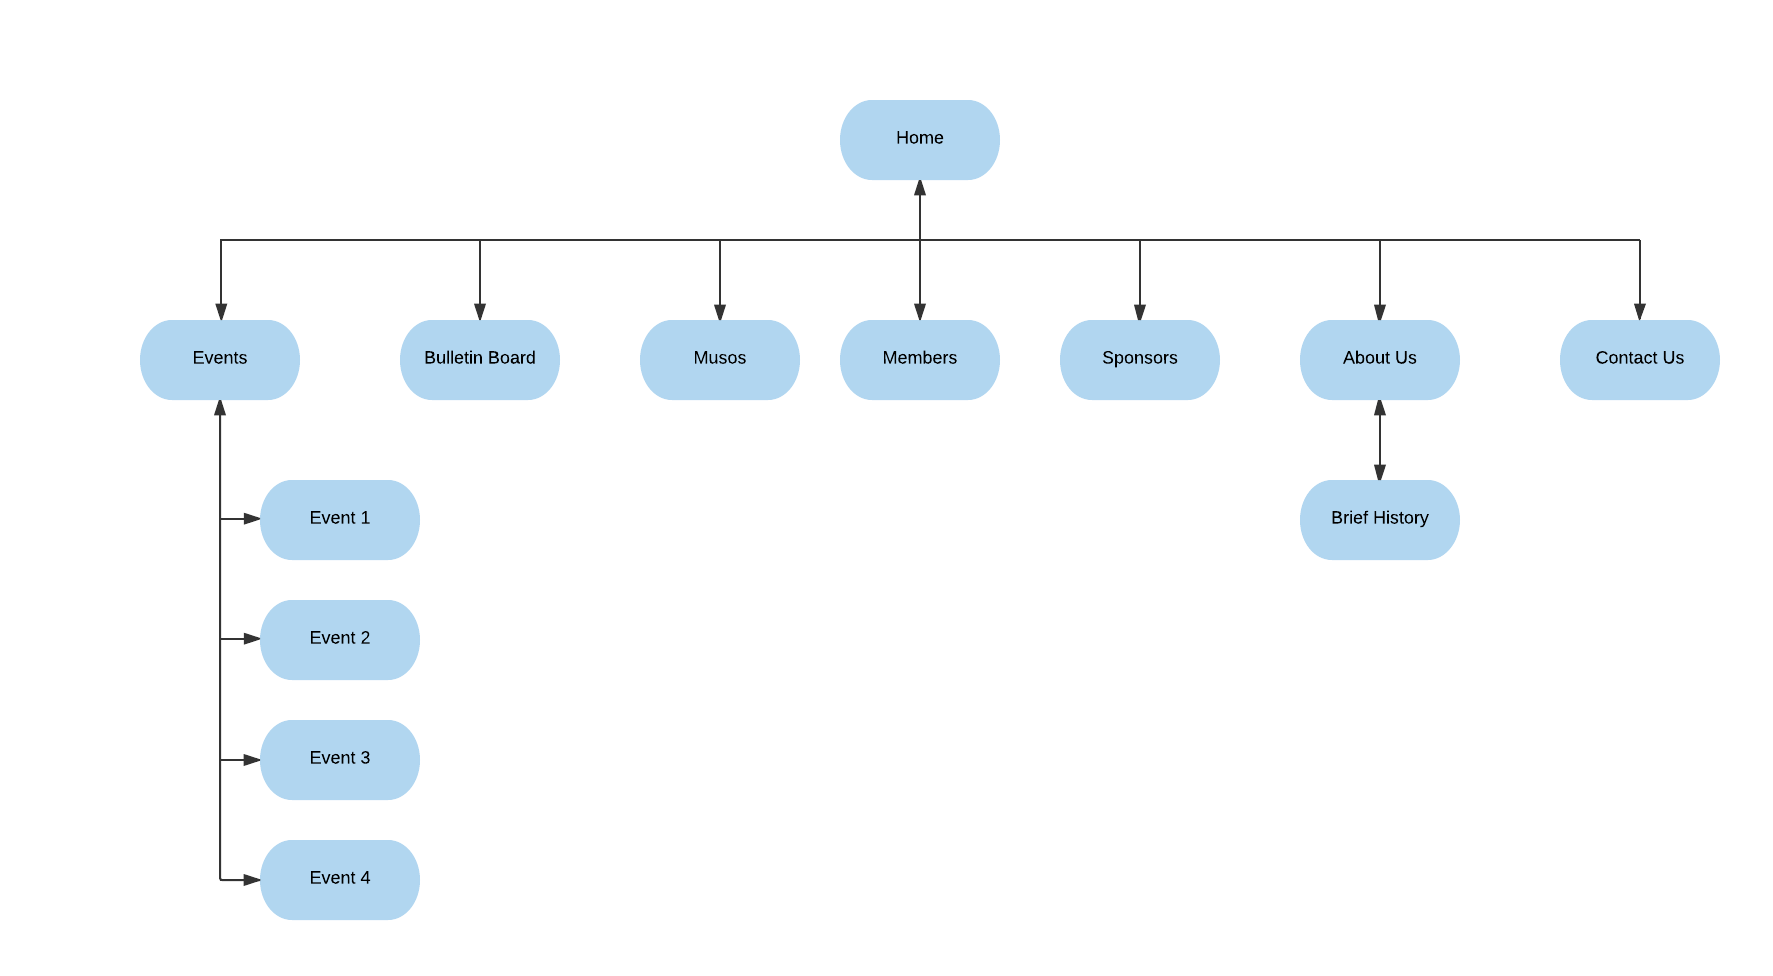 Home
Events
Bulletin Board
Musos
Members
Sponsors
About Us
Contact Us
Event 1
Brief History
Event 2
Event 3
Event 4